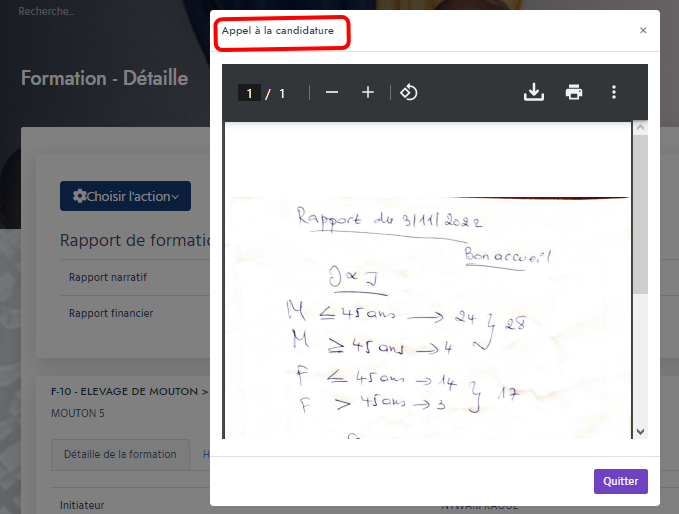 Recherche...
Appel à la candidature
×
Formation - Détaille
1 / 1
Choisir l'action
Rapport de formatio
Rapport narratif
Rapport financier
Rapport du 3/11/2022
Bon accueil
M ≤ 45 ans → 24 } 28
M ≥ 45 ans → 4
F ≤ 45 ans → 14 } 17
F > 45 ans → 3
F-10 - ELEVAGE DE MOUTON >
MOUTON 5
Détaille de la formation
H
Quitter
Initiateur